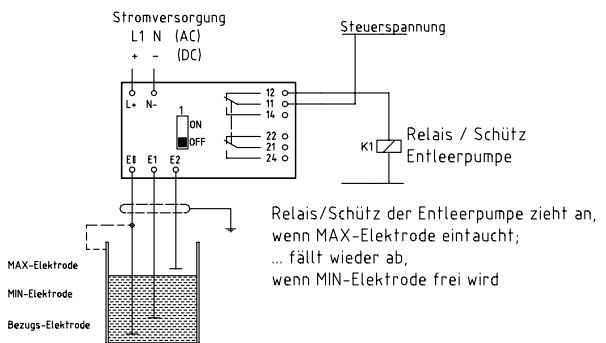 Stromversorgung
L1 N (AC)
+ - (DC)
Steuerspannung
L+ N-
1
ON
OFF
12
11
14
22
21
24
E0 E1 E2
K1
Relais / Schütz
Entleerpumpe
Relais/Schütz der Entleerpumpe zieht an,
wenn MAX-Elektrode eintaucht;
... fällt wieder ab,
wenn MIN-Elektrode frei wird
MAX-Elektrode
MIN-Elektrode
Bezugs-Elektrode